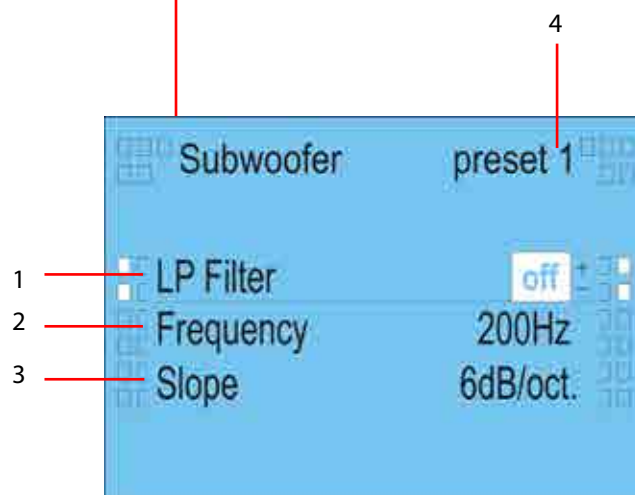 4
Subwoofer preset 1
1 LP Filter off + -
2 Frequency 200Hz
3 Slope 6dB/oct.